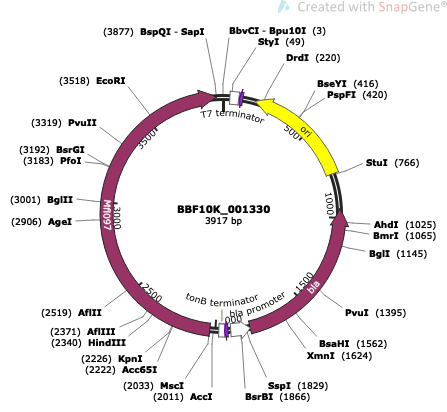 Created with SnapGene®
(3877) BspQI - SapI
BbvCI - Bpu10I (3)
StyI (49)
DrdI (220)
(3518) EcoRI
BseYI (416)
PspFI (420)
(3319) PvuII
T7 terminator
ori
500
3500
(3192) BsrGI
(3183) PfoI
StuI (766)
(3001) BglII
(2906) AgeI
3000
1000
BBF10K_001330
3917 bp
AhdI (1025)
BmrI (1065)
BglI (1145)
2500
1500
bla
tonB terminator
bla promoter
(2519) AflII
(2371) AflIII
(2340) HindIII
PvuI (1395)
(2226) KpnI
(2222) Acc65I
BsaHI (1562)
XmnI (1624)
(2033) MscI
(2011) AccI
SspI (1829)
BsrBI (1866)